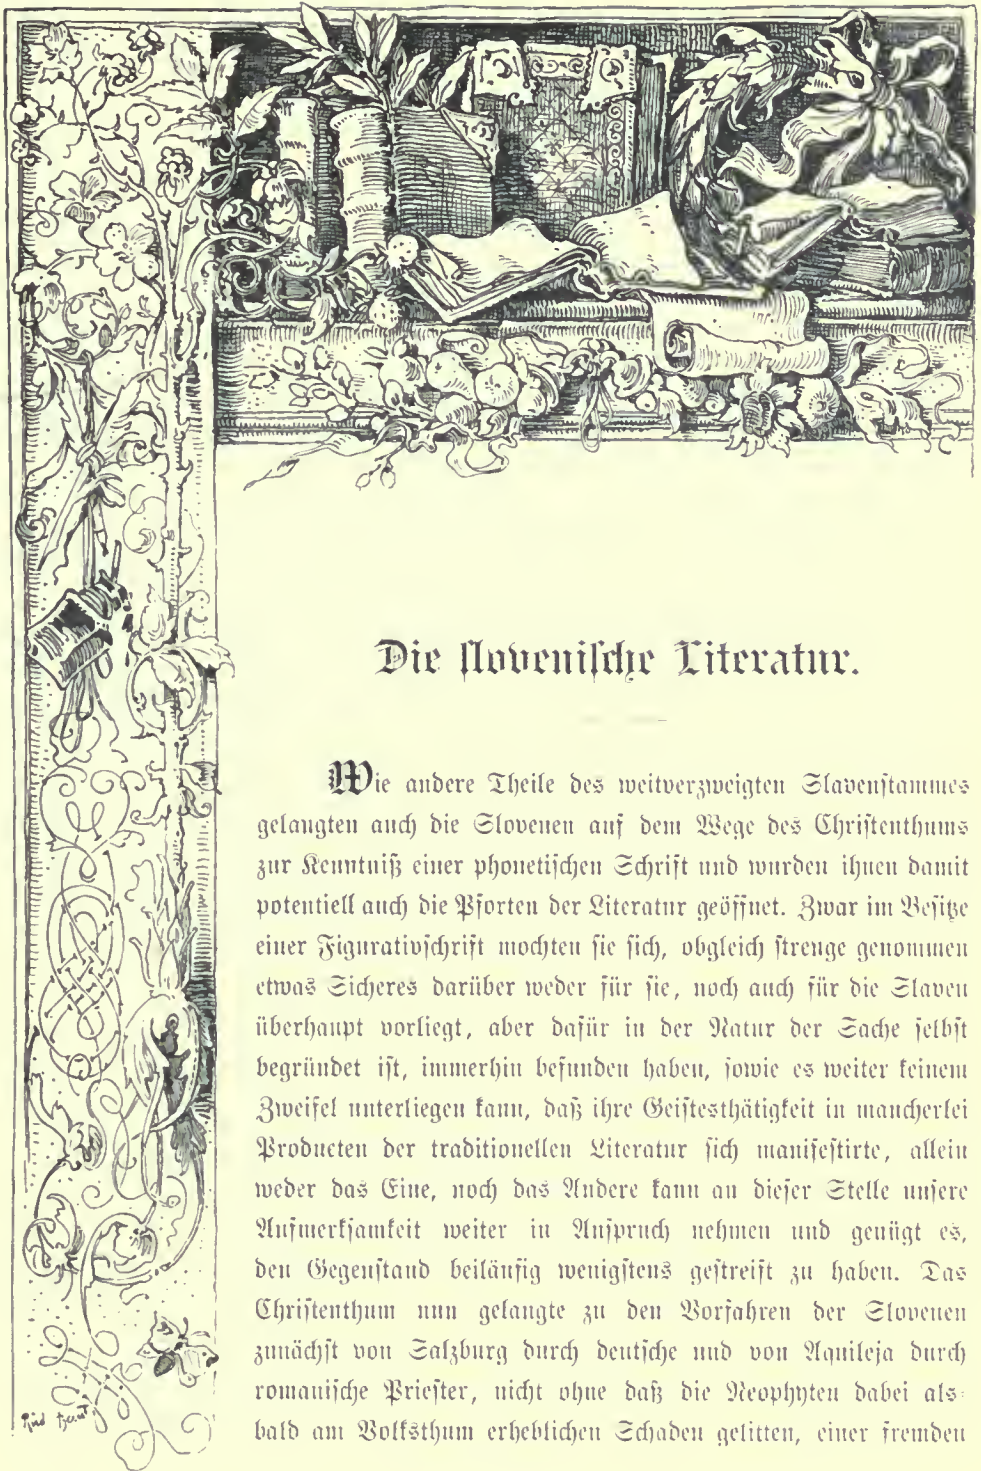 Die slovenische Literatur.
Wie andere Theile des weitverzweigten Slavenstammes
gelangten auch die Slovenen auf dem Wege des Christenthums
zur Kenntniß einer phonetischen Schrift und wurden ihnen damit
potentiell auch die Pforten der Literatur geöffnet. Zwar im Besitze
einer Figurativschrift mochten sie sich, obgleich strenge genommen
etwas Sicheres darüber weder für sie, noch auch für die Slaven
überhaupt vorliegt, aber dafür in der Natur der Sache selbst
begründet ist, immerhin befunden haben, sowie es weiter keinem
Zweifel unterliegen kann, daß ihre Geistesthätigkeit in mancherlei
Producten der traditionellen Literatur sich manifestirte, allein
weder das Eine, noch das Andere kann an dieser Stelle unsere
Aufmerksamkeit weiter in Anspruch nehmen und genügt es,
den Gegenstand beiläufig wenigstens gestreift zu haben. Das
Christenthum nun gelangte zu den Vorfahren der Slovenen
zunächst von Salzburg durch deutsche und von Aquileja durch
romanische Priester, nicht ohne daß die Neophyten dabei als-
bald am Volksthum erheblichen Schaden gelitten, einer fremden